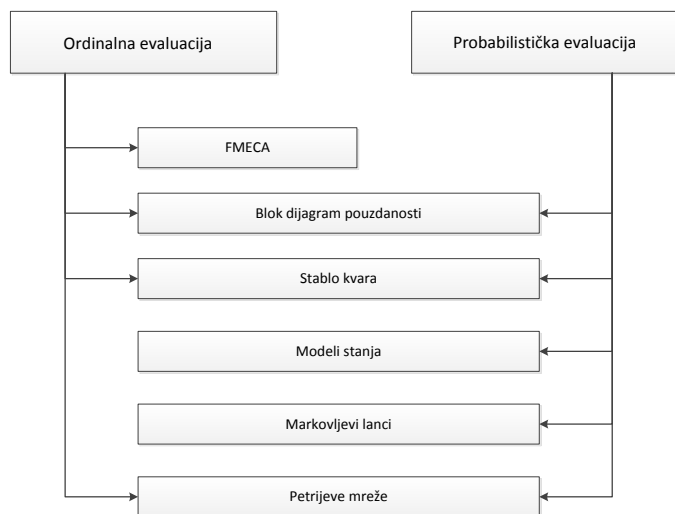 Ordinalna evaluacija
Probabilistička evaluacija
FMECA
Blok dijagram pouzdanosti
Stablo kvara
Modeli stanja
Markovljevi lanci
Petrijeve mreže